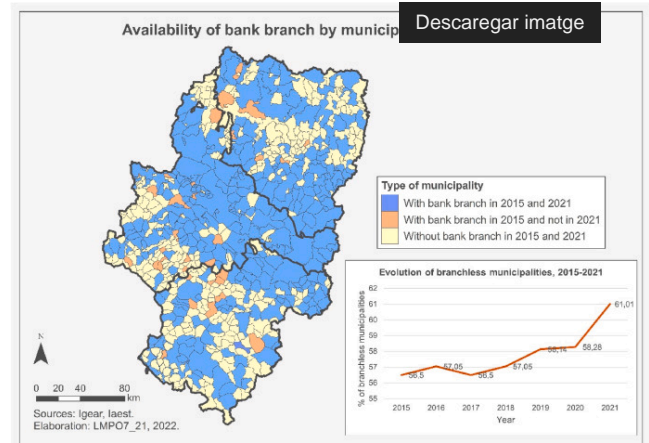 Descaregar imatge
Availability of bank branch by municip
Type of municipality
With bank branch in 2015 and 2021
With bank branch in 2015 and not in 2021
Without bank branch in 2015 and 2021
Evolution of branchless municipalities, 2015-2021
% of branchless municipalities
62
61
60
59
58
57
56
55
56.5
57,05
56,5
57,05
58,14
58,28
61,01
2015 2016 2017 2018 2019 2020 2021
Year
N
0 20 40 80
km
Sources: Igear, Iaest.
Elaboration: LMPO7_21, 2022.